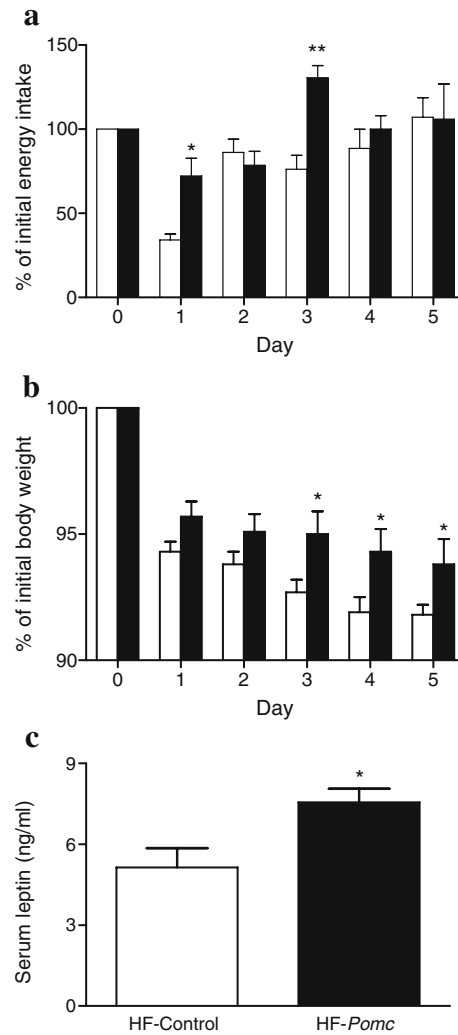 a
% of initial energy intake
150
100
50
0
*
**
0 1 2 3 4 5
Day
b
% of initial body weight
100
95
90
* * *
0 1 2 3 4 5
Day
c
Serum leptin (ng/ml)
9
6
3
0
*
HF-Control HF-Pomc